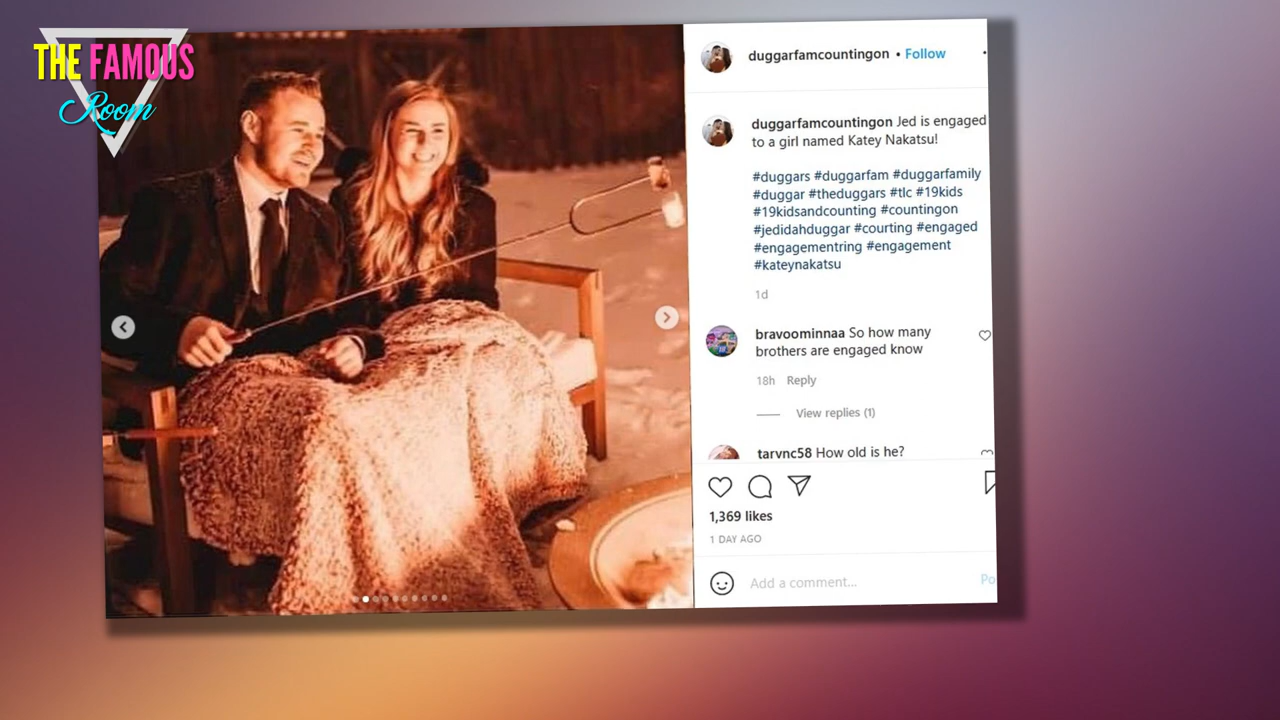 THE FAMOUS
Room
duggarfamcountingon • Follow
duggarfamcountingon Jed is engaged
to a girl named Katey Nakatsu!
#duggars #duggarfam #duggarfamily
#duggar #theduggars #tlc #19kids
#19kidsandcounting #countingon
#jedidahduggar #courting #engaged
#engagementring #engagement
#kateynakatsu
1d
bravoominnaa So how many
brothers are engaged know
18h Reply
View replies (1)
tarvnc58 How old is he?
1,369 likes
1 DAY AGO
Add a comment...
Po